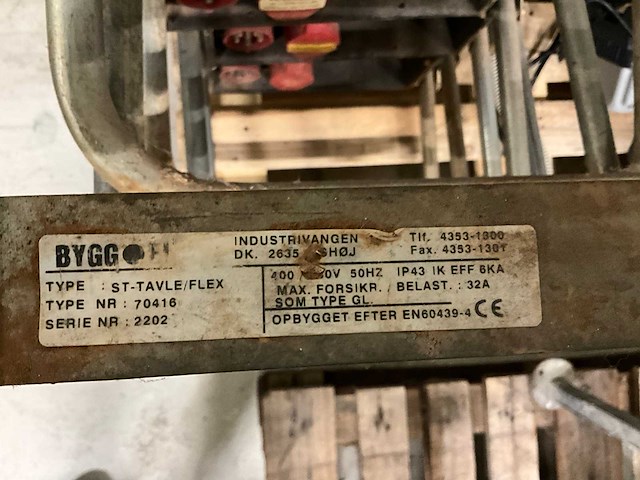 BYGG
INDUSTRIVANGEN
DK. 2635 SHØJ
Tlf. 4353-1300
Fax. 4353-1301
TYPE : ST-TAVLE/FLEX
TYPE NR : 70416
SERIE NR : 2202
400 0V 50HZ IP43 IK EFF 6KA
MAX. FORSIKR. / BELAST. : 32A
SOM TYPE GL.
OPBYGGET EFTER EN60439-4 CE